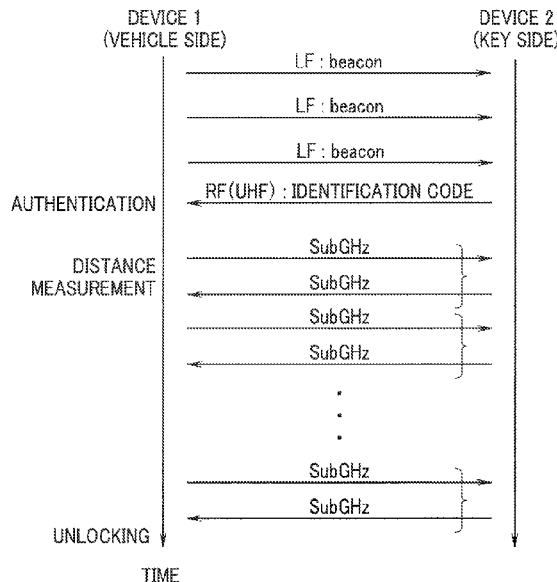 DEVICE 1
(VEHICLE SIDE)
DEVICE 2
(KEY SIDE)
LF : beacon
LF : beacon
LF : beacon
RF(UHF) : IDENTIFICATION CODE
AUTHENTICATION
SubGHz
DISTANCE
MEASUREMENT
SubGHz
SubGHz
SubGHz
SubGHz
SubGHz
UNLOCKING
TIME